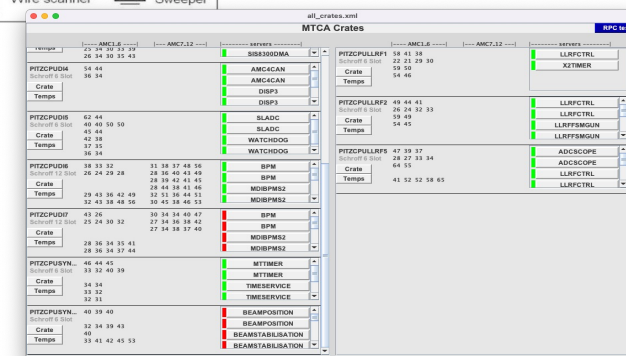 Wire scanner Sweeper
all_crates.xml
MTCA Crates
RPC te
|--- AMC1..6 ----| |--- AMC7..12 ---| |-------- servers --------|
Temps 25 34 30 33 39
26 34 30 35 43
SIS8300DMA
PITZCPUDI4 54 44
Schroff 6 Slot 36 34
Crate
Temps
AMC4CAN
AMC4CAN
DISP3
DISP3
PITZCPUDI5 62 44
Schroff 6 Slot 40 40 50 50
Crate 45 44
42 38
Temps 37 35
36 34
SLADC
SLADC
WATCHDOG
WATCHDOG
PITZCPUDI6 38 33 32 31 38 37 48 56
Schroff 12 Slot 26 24 29 28 28 36 40 43 49
Crate 28 39 42 41 45
28 44 38 41 46
Temps 29 43 36 42 49 32 51 36 44 51
32 43 38 48 56 30 45 38 46 53
BPM
BPM
MDIBPMS2
MDIBPMS2
PITZCPUDI7 43 26 30 34 34 40 47
Schroff 12 Slot 25 24 30 32 27 34 36 38 42
Crate 27 34 38 37 40
Temps 28 36 34 35 41
28 36 34 37 44
BPM
BPM
MDIBPMS2
MDIBPMS2
PITZCPUSYN... 46 44 45
Schroff 6 Slot 33 32 40 39
Crate 34 34
Temps 33 32
32 31
MTTIMER
MTTIMER
TIMESERVICE
TIMESERVICE
PITZCPUSYN... 40 39 40
Schroff 6 Slot
Crate 32 34 39 43
40
Temps 33 41 42 45 53
BEAMPOSITION
BEAMPOSITION
BEAMSTABILISATION
BEAMSTABILISATION
|--- AMC1..6 ----| |--- AMC7..12 ---| |-------- servers --------|
PITZCPULLRF1 58 41 38
Schroff 6 Slot 22 21 29 30
Crate 59 50
54 46
Temps
LLRFCTRL
X2TIMER
PITZCPULLRF2 49 44 41
Schroff 6 Slot 26 24 32 33
Crate 59 49
54 45
Temps
LLRFCTRL
LLRFCTRL
LLRFFSMGUN
LLRFFSMGUN
PITZCPULLRF5 47 39 37
Schroff 6 Slot 28 27 33 34
Crate 64 55
Temps 41 52 52 58 65
ADCSCOPE
ADCSCOPE
LLRFCTRL
LLRFCTRL